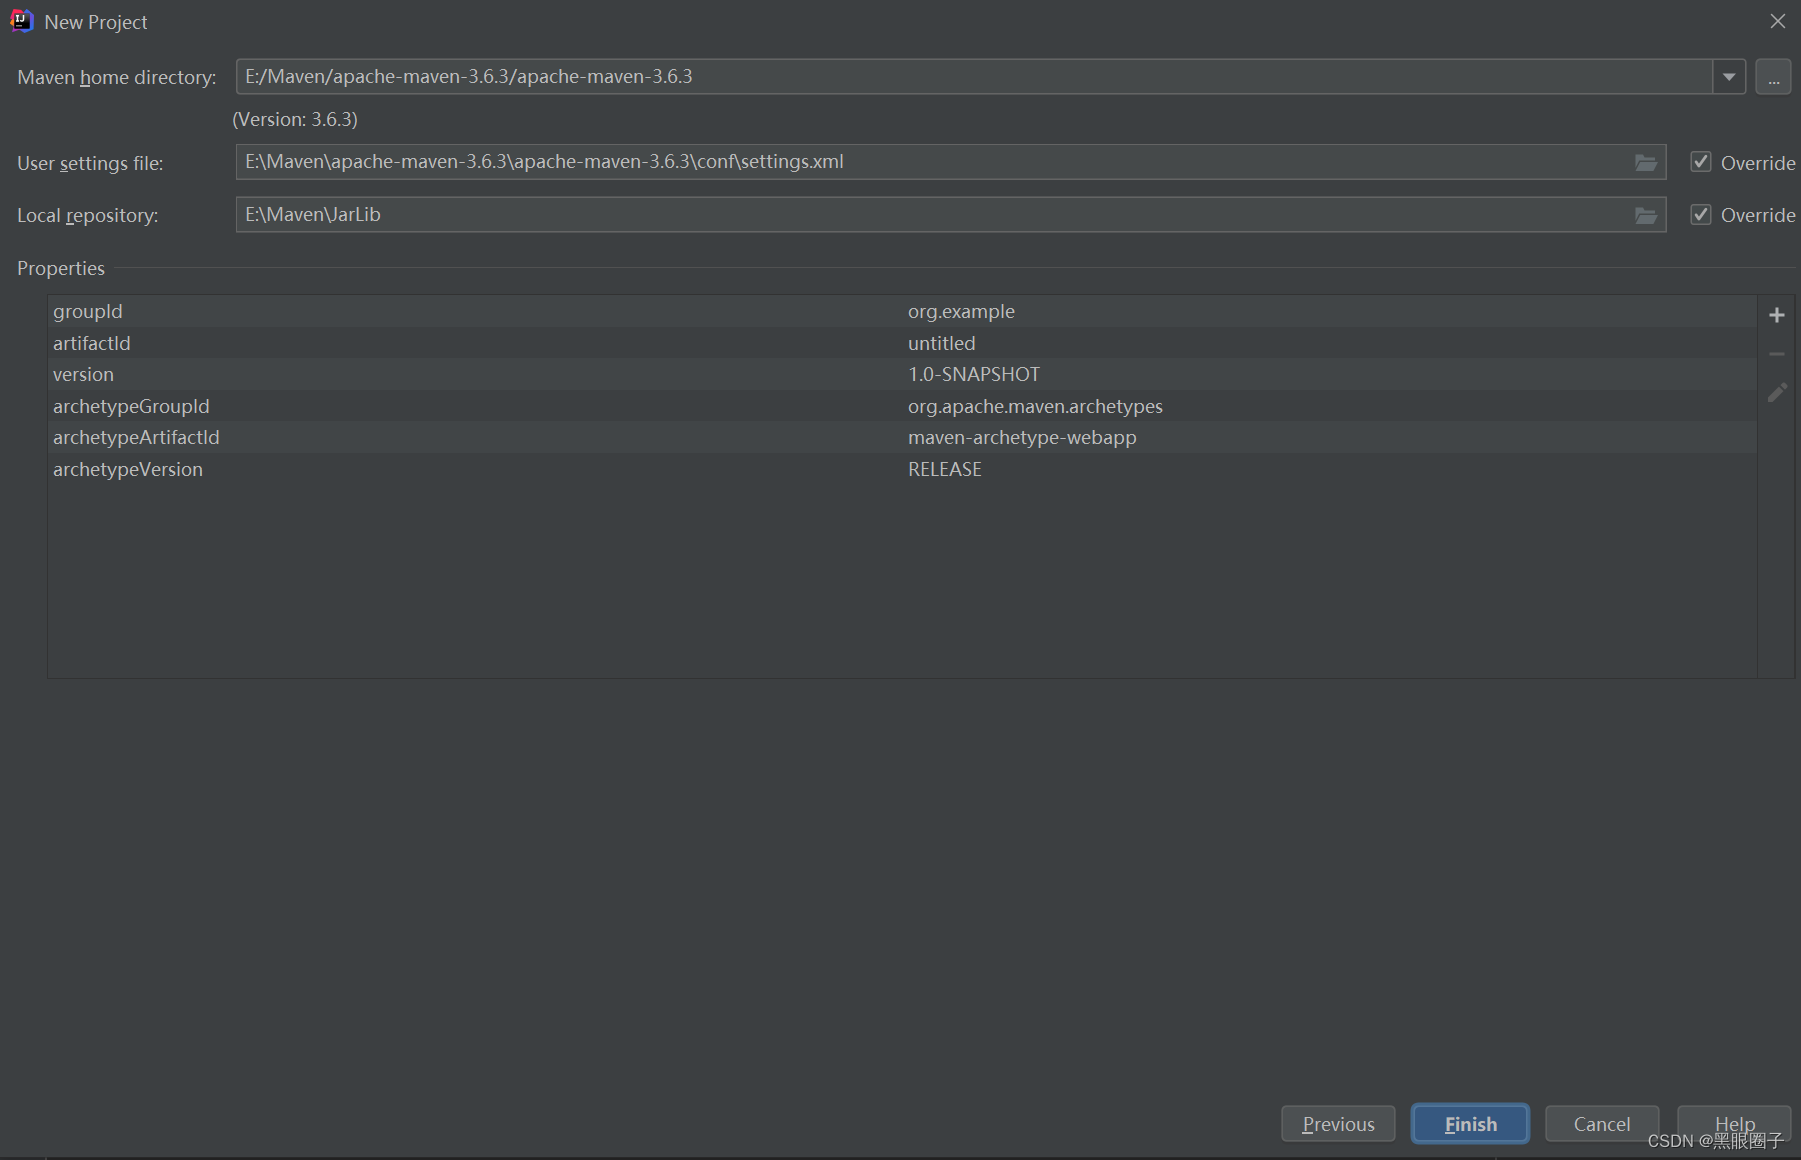 New Project
Maven home directory: E:/Maven/apache-maven-3.6.3/apache-maven-3.6.3 ...
(Version: 3.6.3)
User settings file: E:\Maven\apache-maven-3.6.3\apache-maven-3.6.3\conf\settings.xml Override
Local repository: E:\Maven\JarLib Override
Properties
groupId org.example
artifactId untitled
version 1.0-SNAPSHOT
archetypeGroupId org.apache.maven.archetypes
archetypeArtifactId maven-archetype-webapp
archetypeVersion RELEASE
Previous Finish Cancel Help
CSDN @黑眼圈子